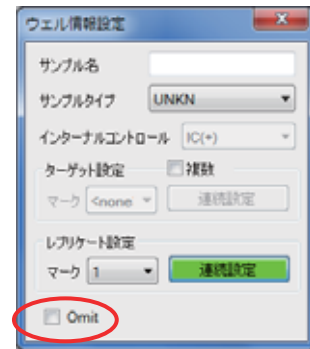 ウェル情報設定
サンプル名
サンプルタイプ UNKN
インターナルコントロール IC(+)
ターゲット設定 複数
マーク <none 連続設定
レプリケート設定
マーク 1 連続設定
Omit